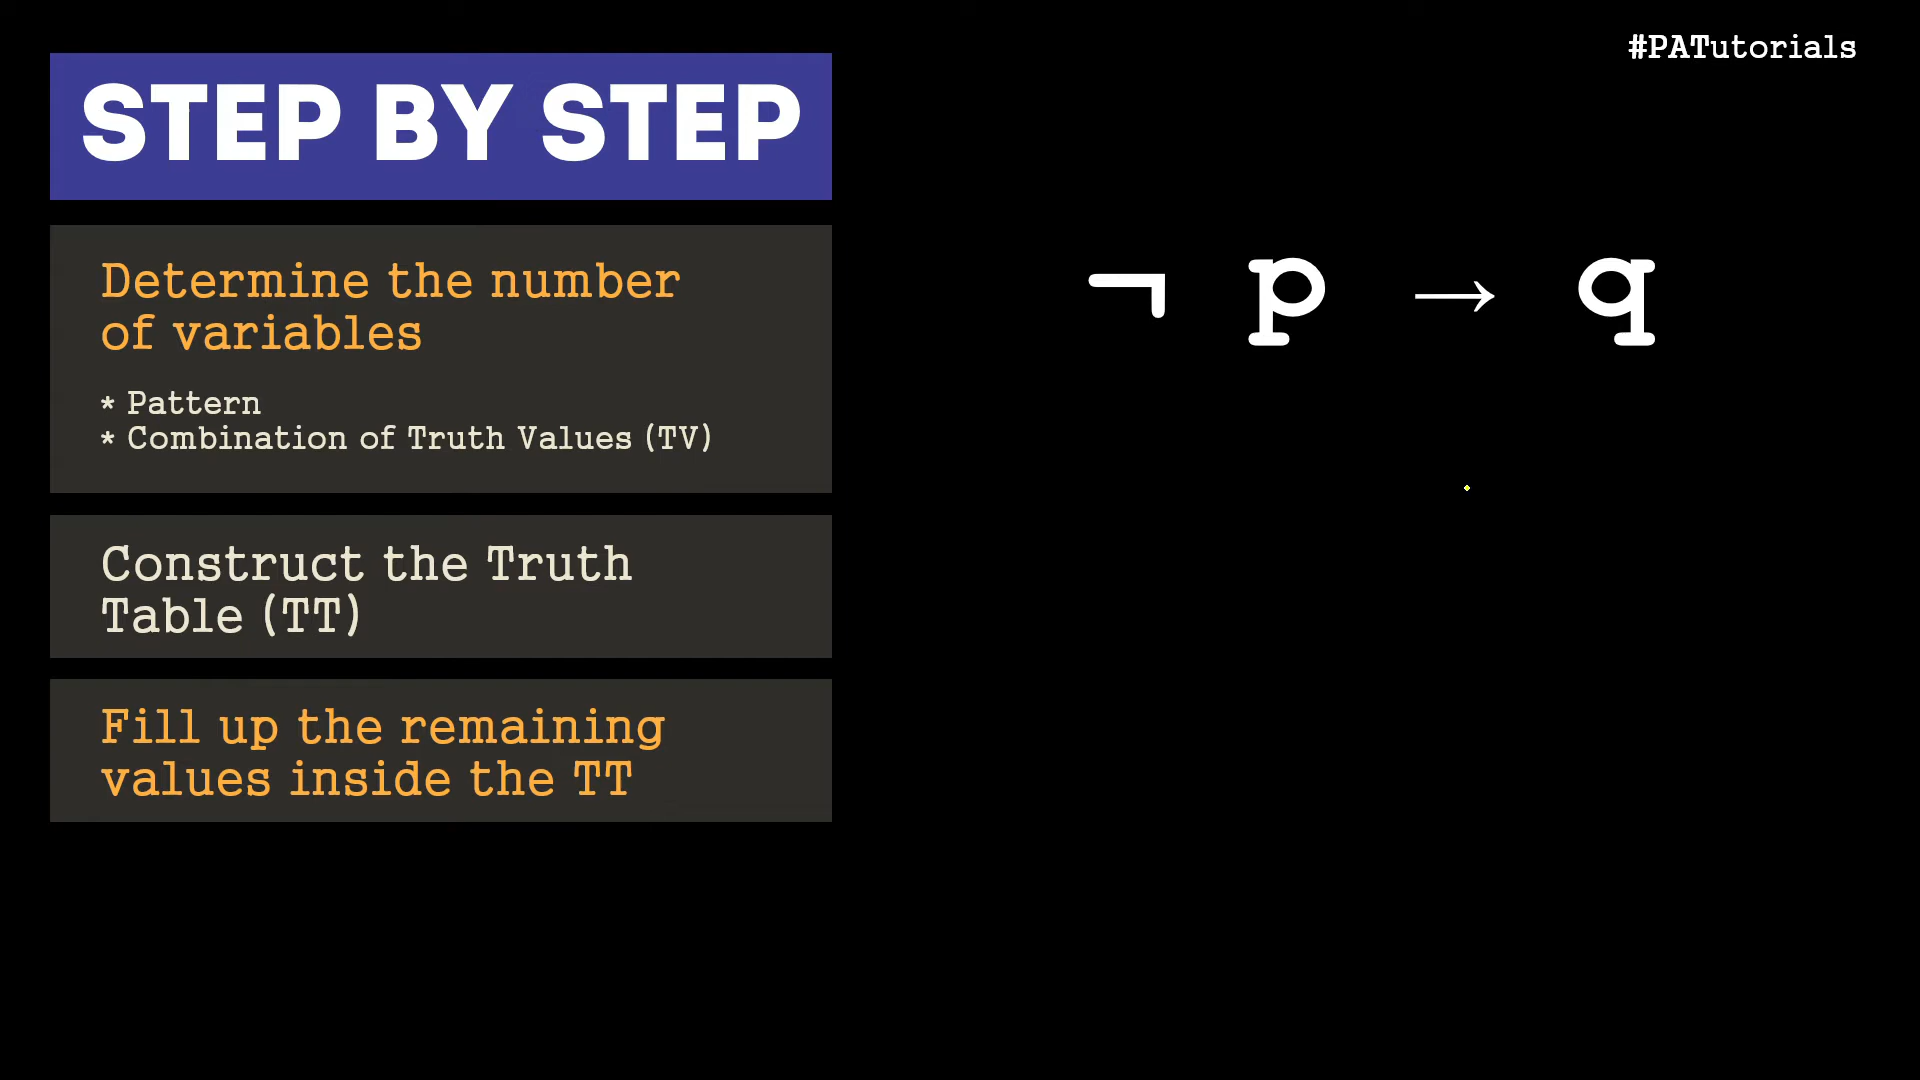 #PATutorials
STEP BY STEP
Determine the number
of variables
* Pattern
* Combination of Truth Values (TV)
Construct the Truth
Table (TT)
Fill up the remaining
values inside the TT
¬ p → q